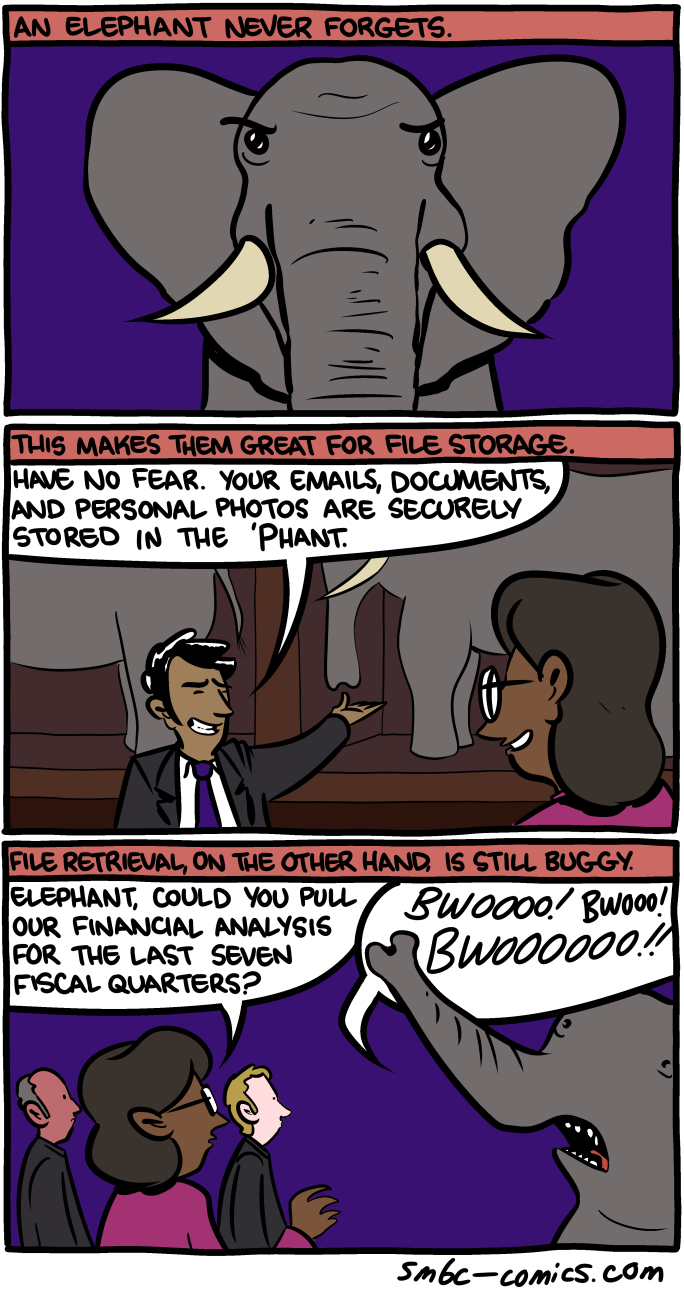 AN ELEPHANT NEVER FORGETS.
THIS MAKES THEM GREAT FOR FILE STORAGE.
HAVE NO FEAR. YOUR EMAILS, DOCUMENTS,
AND PERSONAL PHOTOS ARE SECURELY
STORED IN THE 'PHANT.
FILE RETRIEVAL, ON THE OTHER HAND, IS STILL BUGGY.
ELEPHANT, COULD YOU PULL
OUR FINANCIAL ANALYSIS
FOR THE LAST SEVEN
FISCAL QUARTERS?
BWOOOO! BWOOO!
BWOOOOOOO!!
smbc-comics.com